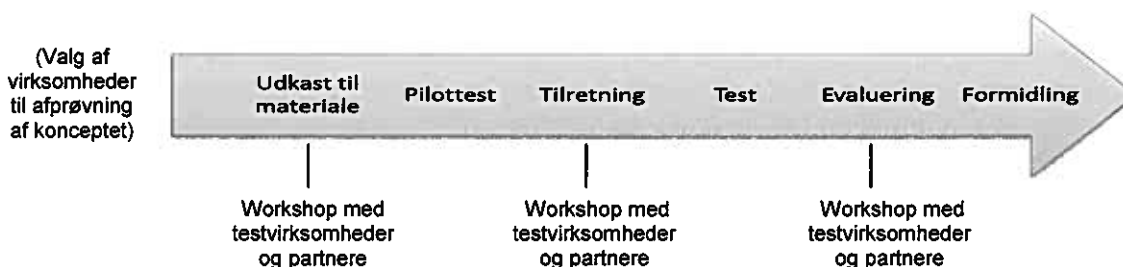 (Valg af
virksomheder
til afprøvning
af konceptet)
Udkast til
materiale
Pilottest
Tilretning
Test
Evaluering
Formidling
Workshop med
testvirksomheder
og partnere
Workshop med
testvirksomheder
og partnere
Workshop med
testvirksomheder
og partnere